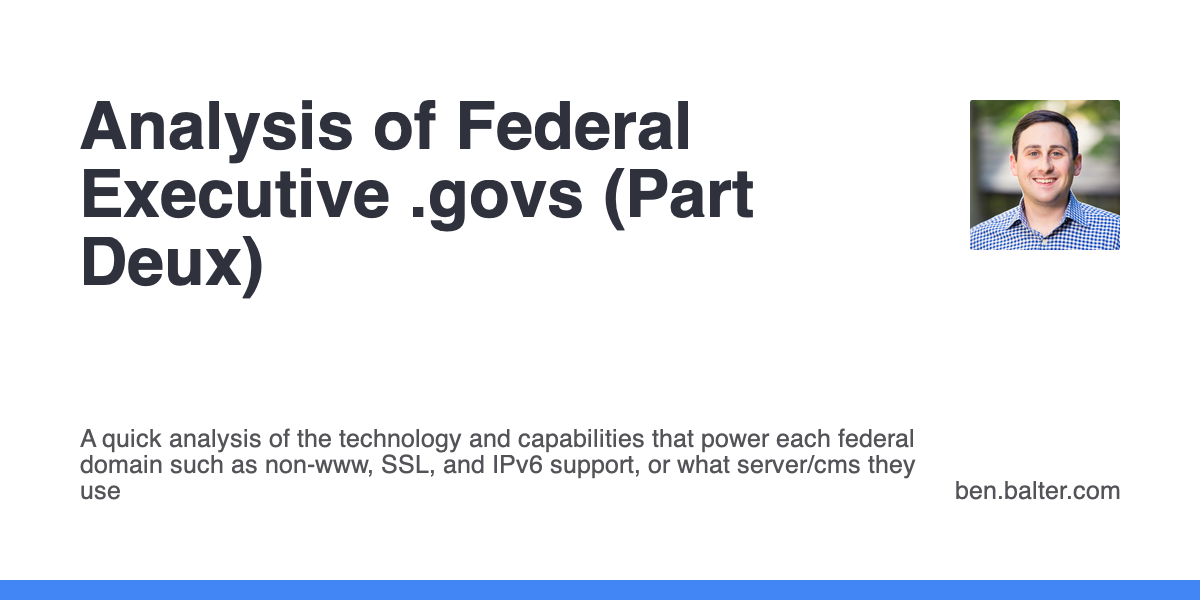 Analysis of Federal
Executive .govs (Part
Deux)
A quick analysis of the technology and capabilities that power each federal
domain such as non-www, SSL, and IPv6 support, or what server/cms they
use
ben.balter.com